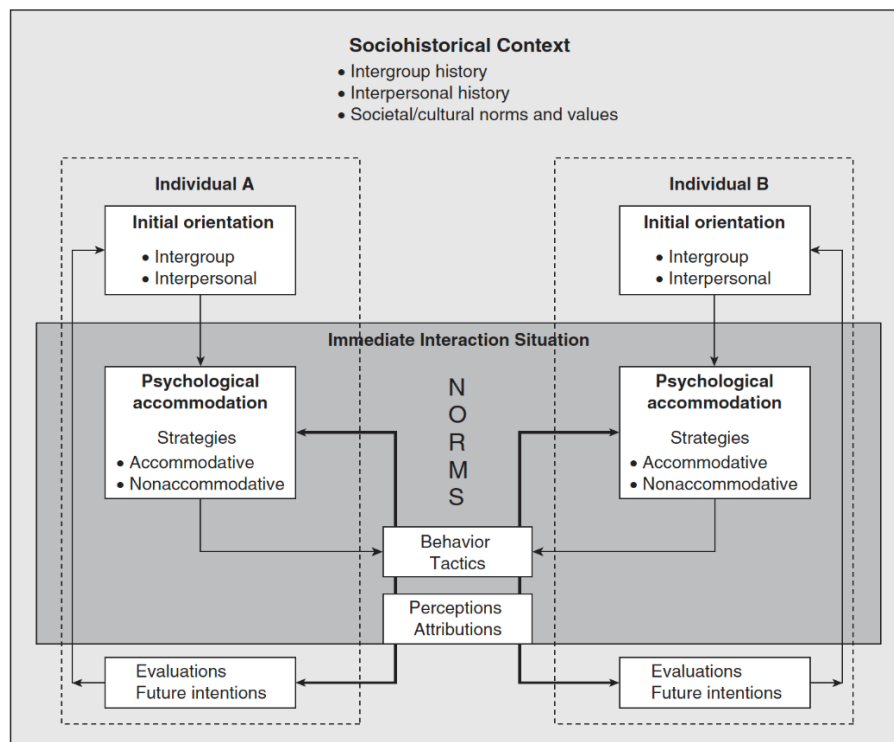 Sociohistorical Context
• Intergroup history
• Interpersonal history
• Societal/cultural norms and values
Individual A
Initial orientation
• Intergroup
• Interpersonal
Individual B
Initial orientation
• Intergroup
• Interpersonal
Immediate Interaction Situation
Psychological
accommodation
Strategies
• Accommodative
• Nonaccommodative
N
O
R
M
S
Psychological
accommodation
Strategies
• Accommodative
• Nonaccommodative
Behavior
Tactics
Perceptions
Attributions
Evaluations
Future intentions
Evaluations
Future intentions